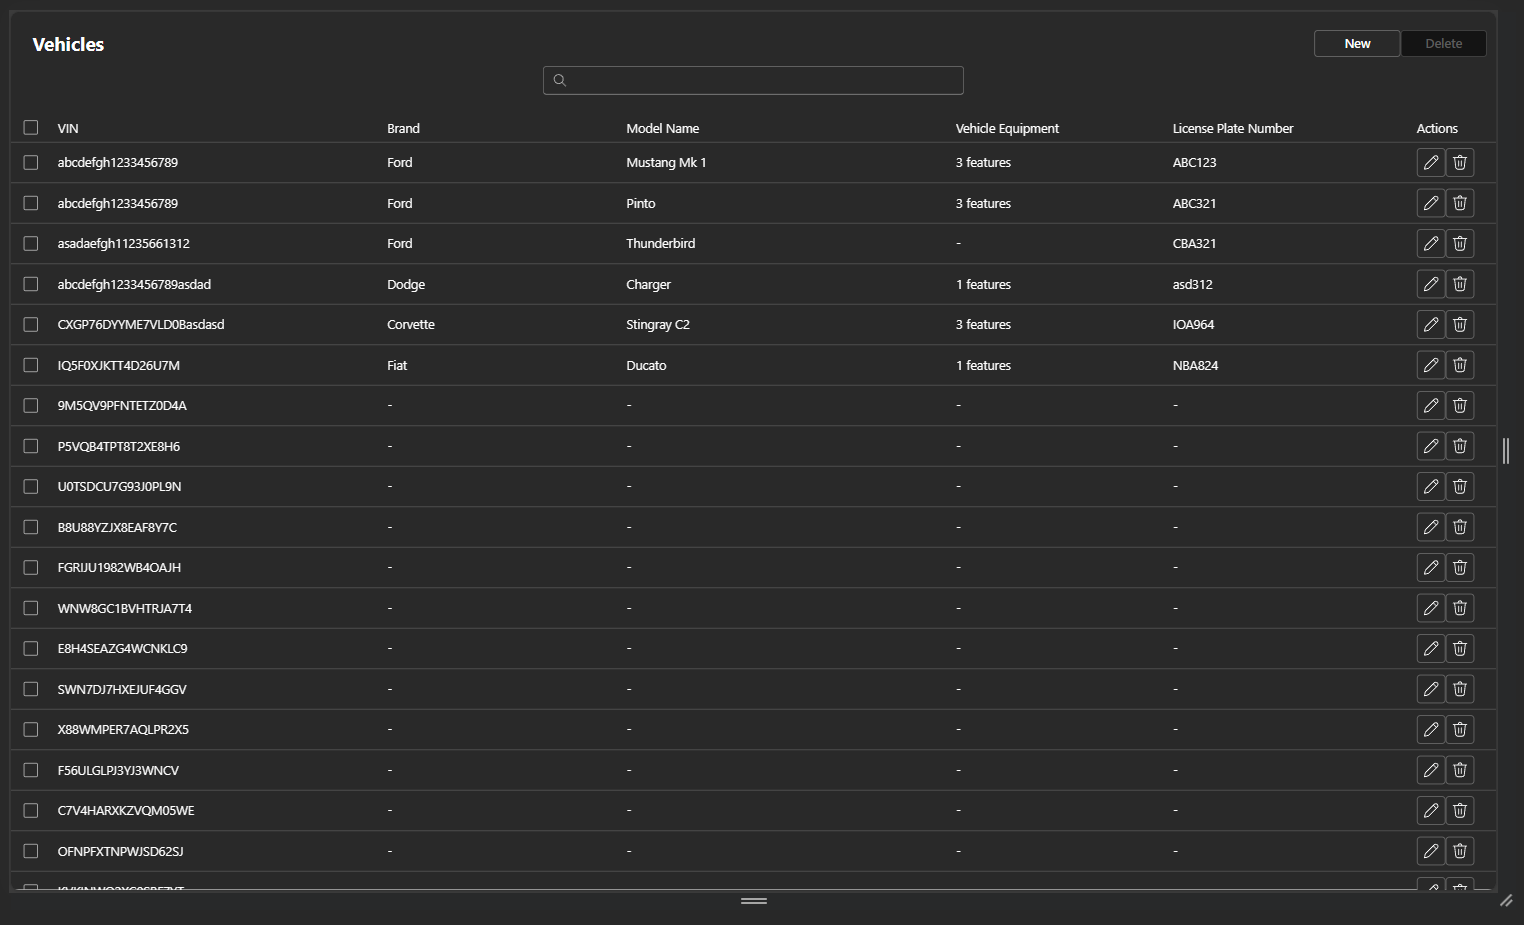 Vehicles
New Delete
VIN Brand Model Name Vehicle Equipment License Plate Number Actions
abcdefgh1233456789 Ford Mustang Mk 1 3 features ABC123
abcdefgh1233456789 Ford Pinto 3 features ABC321
asadaefgh11235661312 Ford Thunderbird - CBA321
abcdefgh1233456789asdad Dodge Charger 1 features asd312
CXGP76DYYME7VLD0Basdasd Corvette Stingray C2 3 features IOA964
IQ5F0XJKTT4D26U7M Fiat Ducato 1 features NBA824
9M5QV9PFNTETZ0D4A - - - -
P5VQB4TPT8T2XE8H6 - - - -
U0TSDCU7G93J0PL9N - - - -
B8U88YZJX8EAF8Y7C - - - -
FGRIJU1982WB4OAJH - - - -
WNW8GC1BVHTRJA7T4 - - - -
E8H4SEAZG4WCNKLC9 - - - -
SWN7DJ7HXEJUF4GGV - - - -
X88WMPER7AQLPR2X5 - - - -
F56ULGLPJ3YJ3WNCV - - - -
C7V4HARXKZVQM05WE - - - -
OFNPFXTNPWJSD62SJ - - - -